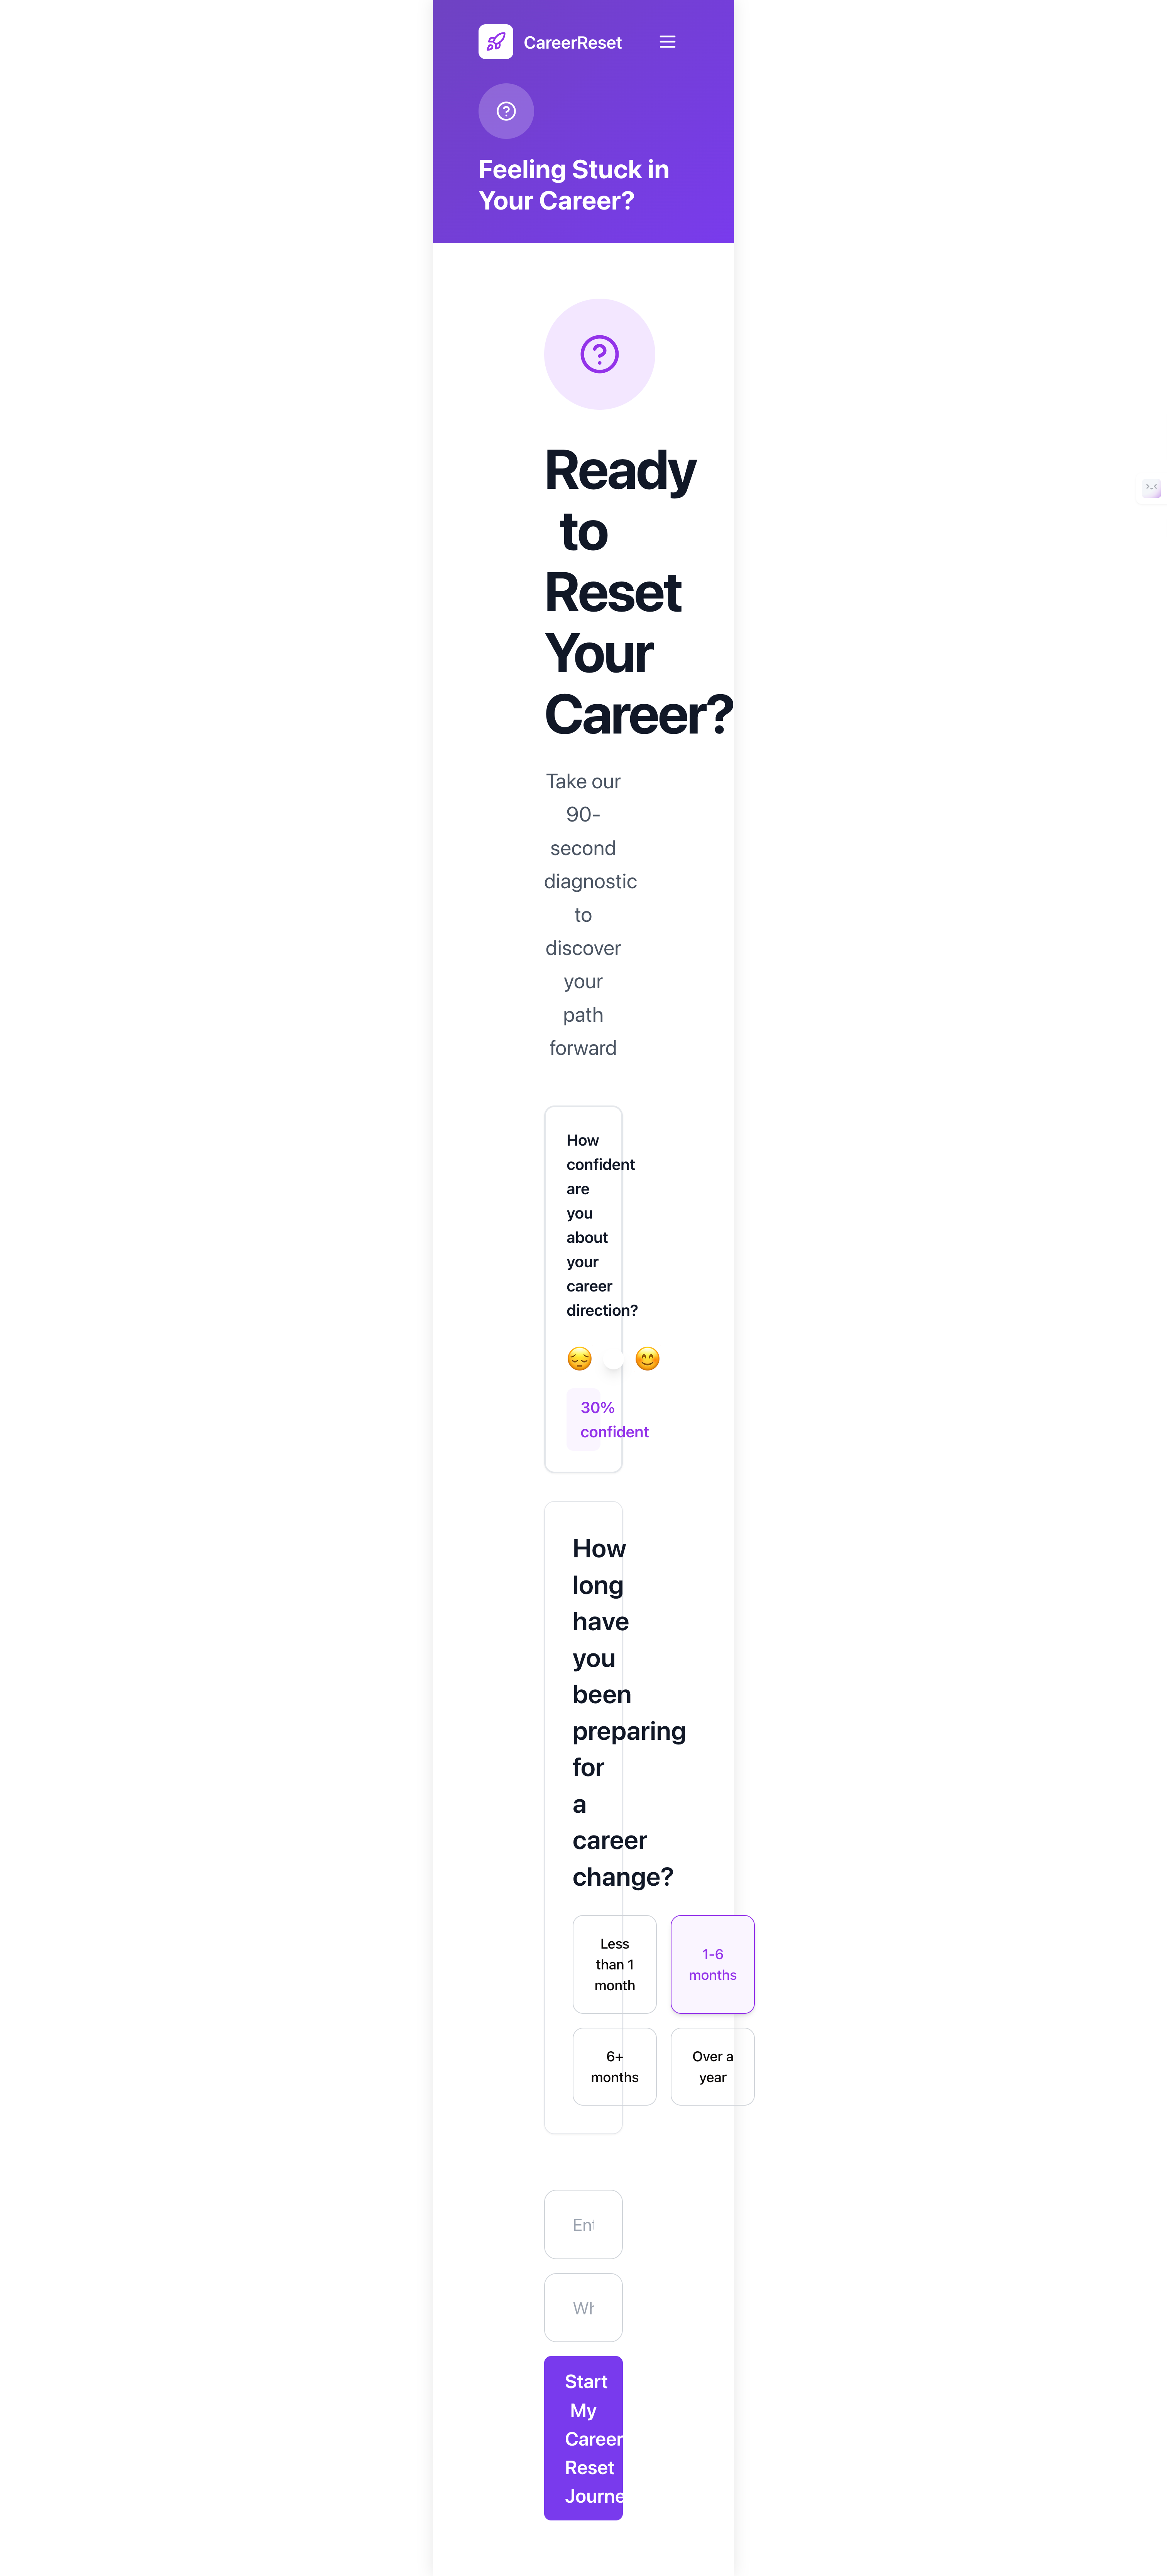 CareerReset
Feeling Stuck in
Your Career?
Ready
to
Reset
Your
Career?
Take our
90-
second
diagnostic
to
discover
your
path
forward
How
confident
are
you
about
your
career
direction?
30%
confident
How
long
have
you
been
preparing
for
a
career
change?
Less
than 1
month
1-6
months
6+
months
Over a
year
Ent
Wh
Start
My
Career
Reset
Journe